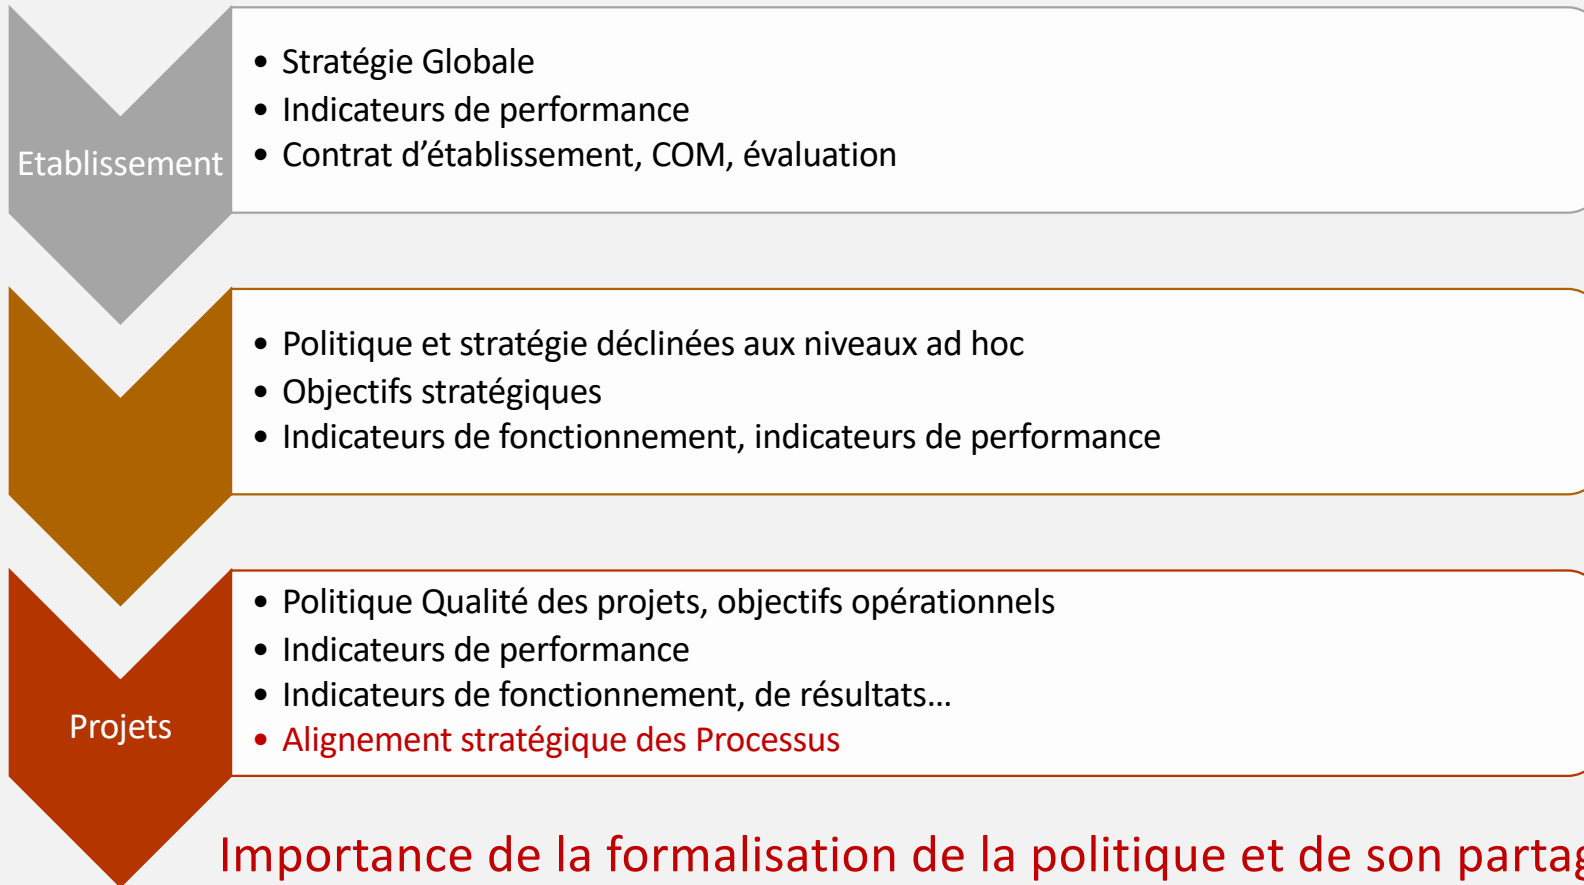 Etablissement
• Stratégie Globale
• Indicateurs de performance
• Contrat d’établissement, COM, évaluation
• Politique et stratégie déclinées aux niveaux ad hoc
• Objectifs stratégiques
• Indicateurs de fonctionnement, indicateurs de performance
Projets
• Politique Qualité des projets, objectifs opérationnels
• Indicateurs de performance
• Indicateurs de fonctionnement, de résultats…
• Alignement stratégique des Processus
Importance de la formalisation de la politique et de son partag